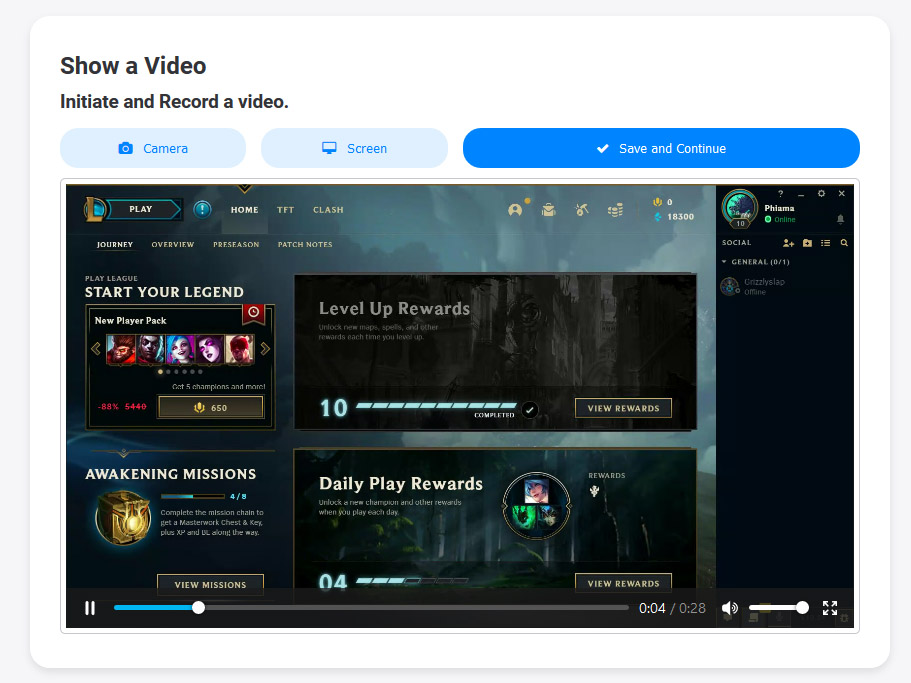 Show a Video
Initiate and Record a video.
Camera
Screen
Save and Continue
PLAY
HOME
TFT
CLASH
0
18300
?
Phlama
Online
10
JOURNEY
OVERVIEW
PRESEASON
PATCH NOTES
SOCIAL
GENERAL (0/1)
Grizzlyslap
Offline
PLAY LEAGUE
START YOUR LEGEND
New Player Pack
Get 5 champions and more!
-88% 5440
650
Level Up Rewards
Unlock new maps, spells, and other
rewards each time you level up.
10
COMPLETED
VIEW REWARDS
AWAKENING MISSIONS
4/8
Complete the mission chain to
get a Masterwork Chest & Key,
plus XP and BE along the way.
VIEW MISSIONS
Daily Play Rewards
Unlock a new champion and other rewards
when you play each day.
REWARDS
04
VIEW REWARDS
0:04 / 0:28